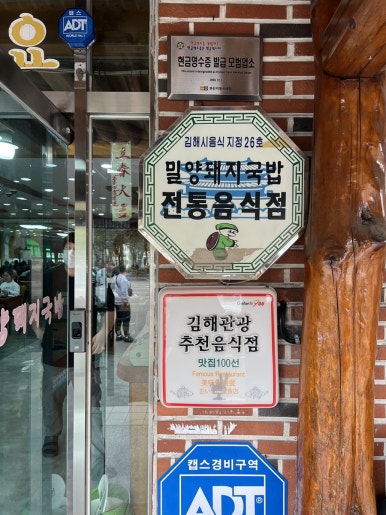 요
캡스
ADT
현금영수증 발급 모범업소
김해시음식 지정 26호
밀양돼지국밥
전통음식점
돼지국밥
김해관광
추천음식점
맛집100선
Famous Restaurant
캡스경비구역
ADT